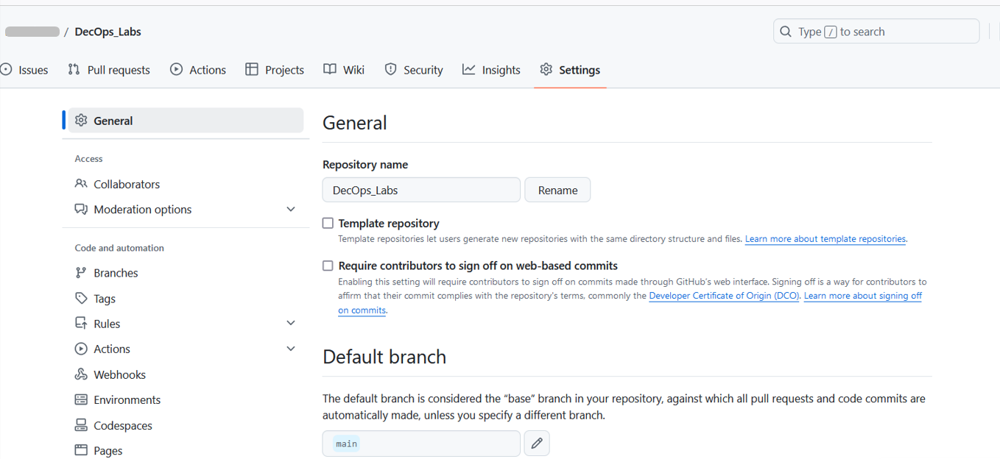 / DecOps_Labs
Type / to search
Issues Pull requests Actions Projects Wiki Security Insights Settings
General
Access
Collaborators
Moderation options
Code and automation
Branches
Tags
Rules
Actions
Webhooks
Environments
Codespaces
Pages
General
Repository name
DecOps_Labs Rename
Template repository
Template repositories let users generate new repositories with the same directory structure and files. Learn more about template repositories.
Require contributors to sign off on web-based commits
Enabling this setting will require contributors to sign off on commits made through GitHub's web interface. Signing off is a way for contributors to
affirm that their commit complies with the repository's terms, commonly the Developer Certificate of Origin (DCO). Learn more about signing off
on commits.
Default branch
The default branch is considered the “base” branch in your repository, against which all pull requests and code commits are
automatically made, unless you specify a different branch.
main